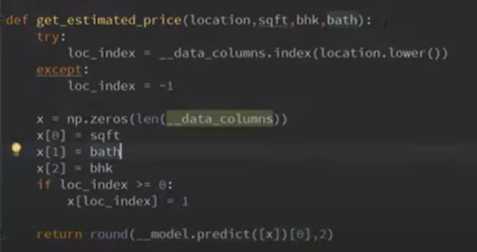 def get_estimated_price(location,sqft,bhk,bath):
    try:
        loc_index = __data_columns.index(location.lower())
    except:
        loc_index = -1
    x = np.zeros(len(__data_columns))
    x[0] = sqft
    x[1] = bath
    x[2] = bhk
    if loc_index >= 0:
        x[loc_index] = 1
    return round(__model.predict([x])[0],2)